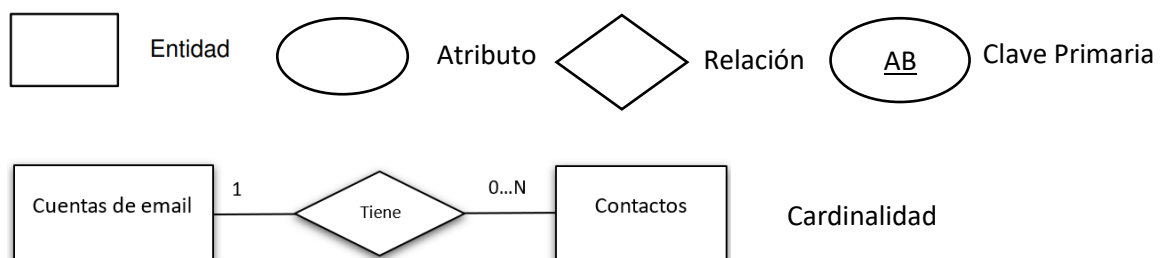 Entidad
Atributo
Relación
AB
Clave Primaria
Cuentas de email
1
Tiene
0...N
Contactos
Cardinalidad